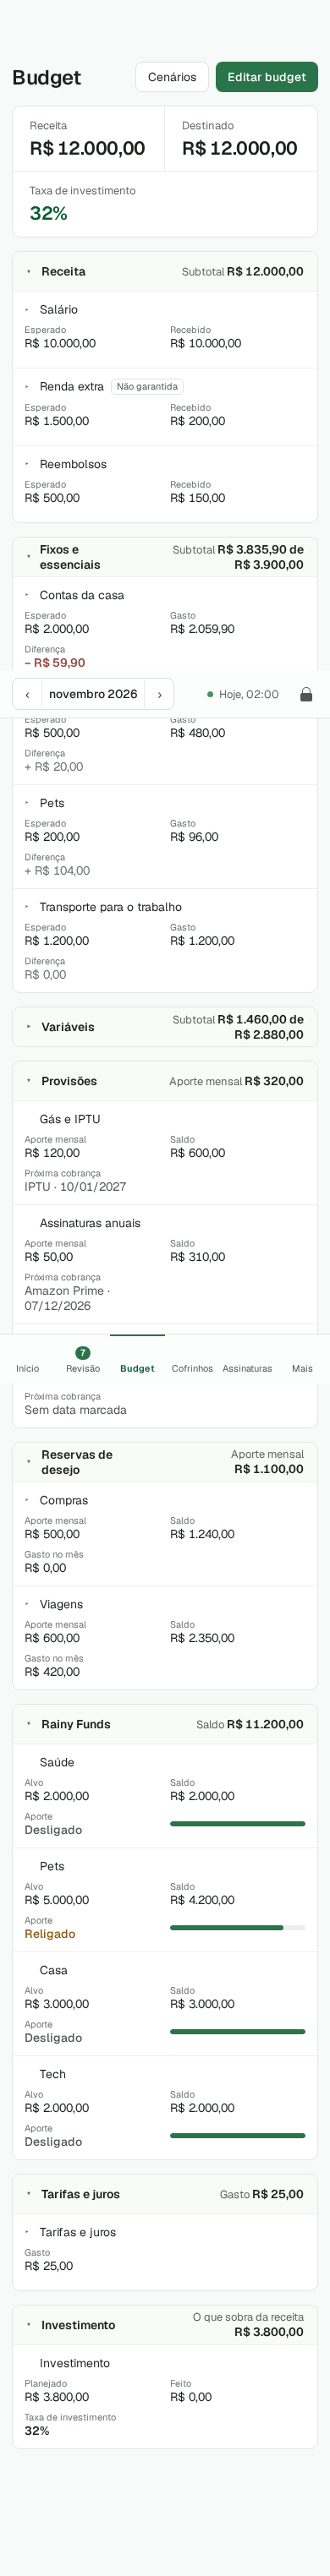 Budget
Cenários
Editar budget
Receita
Destinado
R$ 12.000,00
R$ 12.000,00
Taxa de investimento
32%
Receita
Subtotal R$ 12.000,00
Salário
Esperado
Recebido
R$ 10.000,00
R$ 10.000,00
Renda extra
Não garantida
Esperado
Recebido
R$ 1.500,00
R$ 200,00
Reembolsos
Esperado
Recebido
R$ 500,00
R$ 150,00
Fixos e
essenciais
Subtotal R$ 3.835,90 de
R$ 3.900,00
Contas da casa
Esperado
Gasto
R$ 2.000,00
R$ 2.059,90
Diferença
− R$ 59,90
‹
novembro 2026
›
Hoje, 02:00
Esperado
Gasto
R$ 500,00
R$ 480,00
Diferença
+ R$ 20,00
Pets
Esperado
Gasto
R$ 200,00
R$ 96,00
Diferença
+ R$ 104,00
Transporte para o trabalho
Esperado
Gasto
R$ 1.200,00
R$ 1.200,00
Diferença
R$ 0,00
Variáveis
Subtotal R$ 1.460,00 de
R$ 2.880,00
Provisões
Aporte mensal R$ 320,00
Gás e IPTU
Aporte mensal
Saldo
R$ 120,00
R$ 600,00
Próxima cobrança
IPTU · 10/01/2027
Assinaturas anuais
Aporte mensal
Saldo
R$ 50,00
R$ 310,00
Próxima cobrança
Amazon Prime ·
07/12/2026
7
Início
Revisão
Budget
Cofrinhos
Assinaturas
Mais
Próxima cobrança
Sem data marcada
Reservas de
desejo
Aporte mensal
R$ 1.100,00
Compras
Aporte mensal
Saldo
R$ 500,00
R$ 1.240,00
Gasto no mês
R$ 0,00
Viagens
Aporte mensal
Saldo
R$ 600,00
R$ 2.350,00
Gasto no mês
R$ 420,00
Rainy Funds
Saldo R$ 11.200,00
Saúde
Alvo
Saldo
R$ 2.000,00
R$ 2.000,00
Aporte
Desligado
Pets
Alvo
Saldo
R$ 5.000,00
R$ 4.200,00
Aporte
Religado
Casa
Alvo
Saldo
R$ 3.000,00
R$ 3.000,00
Aporte
Desligado
Tech
Alvo
Saldo
R$ 2.000,00
R$ 2.000,00
Aporte
Desligado
Tarifas e juros
Gasto R$ 25,00
Tarifas e juros
Gasto
R$ 25,00
Investimento
O que sobra da receita
R$ 3.800,00
Investimento
Planejado
Feito
R$ 3.800,00
R$ 0,00
Taxa de investimento
32%